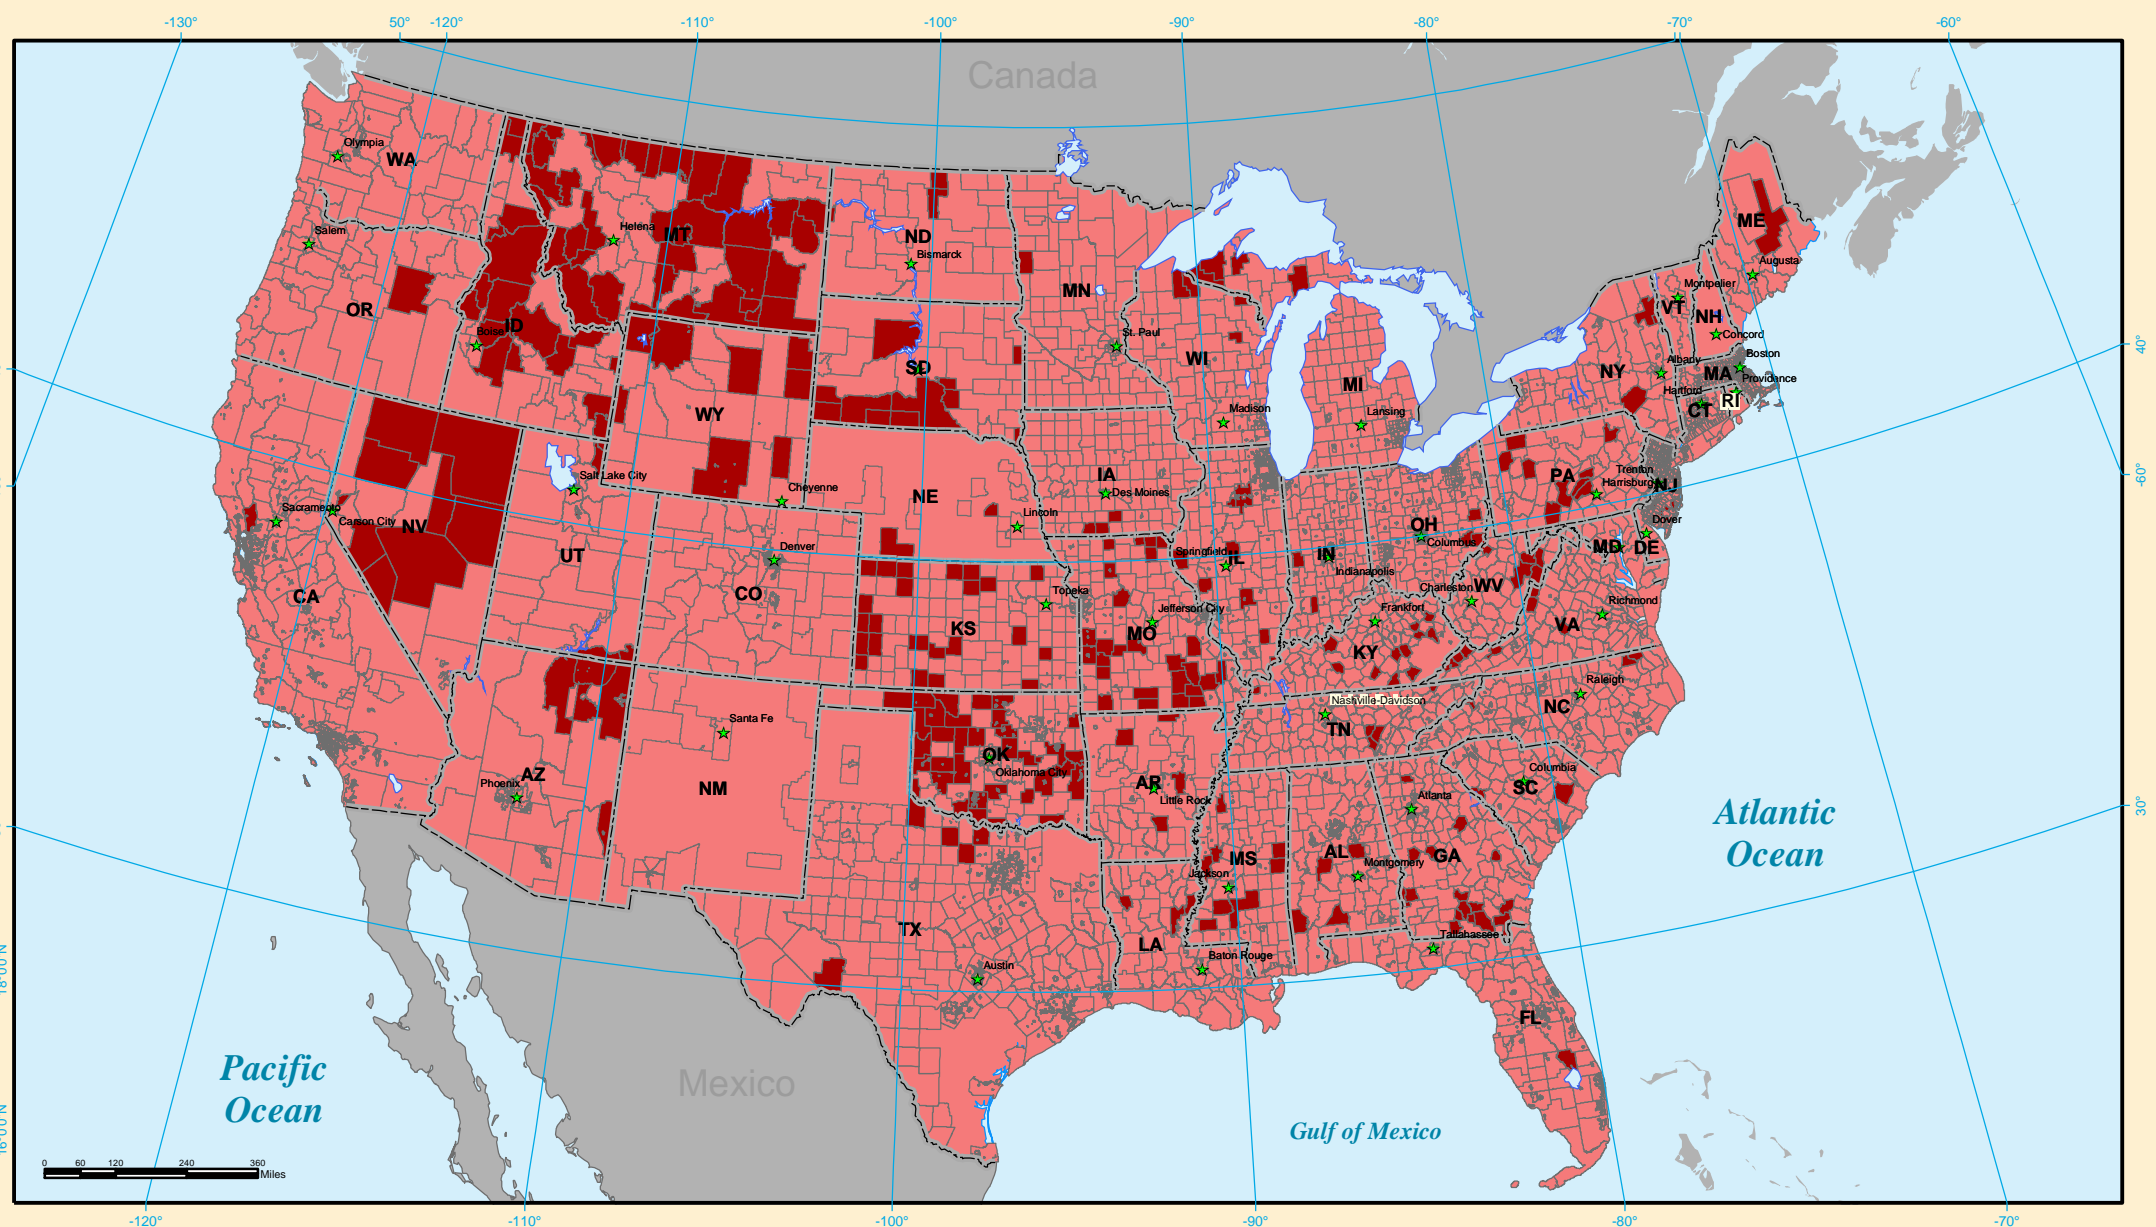 -130°
50°
-120°
-110°
-100°
-90°
-80°
-70°
-60°
Canada
Olympia
WA
Salem
OR
Boise
ID
Helena
MT
ND
Bismarck
MN
St. Paul
SD
WI
Madison
MI
Lansing
ME
Augusta
Montpelier
VT
NH
Concord
Boston
Albany
NY
MA
Providence
Hartford
RI
CT
40°
WY
Cheyenne
Salt Lake City
Sacramento
Carson City
NV
UT
CA
Denver
CO
NE
Lincoln
IA
Des Moines
Springfield
IL
IN
Indianapolis
OH
Columbus
PA
Trenton
Harrisburg
NJ
Dover
MD
DE
-60°
Charleston
WV
Richmond
VA
Topeka
KS
Jefferson City
MO
Frankfort
KY
Nashville-Davidson
TN
Raleigh
NC
Santa Fe
NM
Phoenix
AZ
OK
Oklahoma City
AR
Little Rock
Columbia
SC
Atlanta
GA
AL
Montgomery
MS
Jackson
Atlantic
Ocean
30°
TX
Austin
LA
Baton Rouge
Tallahassee
FL
Pacific
Ocean
Mexico
Gulf of Mexico
18°00'N
16°00'N
0 60 120 240 360
Miles
-120°
-110°
-100°
-90°
-80°
-70°